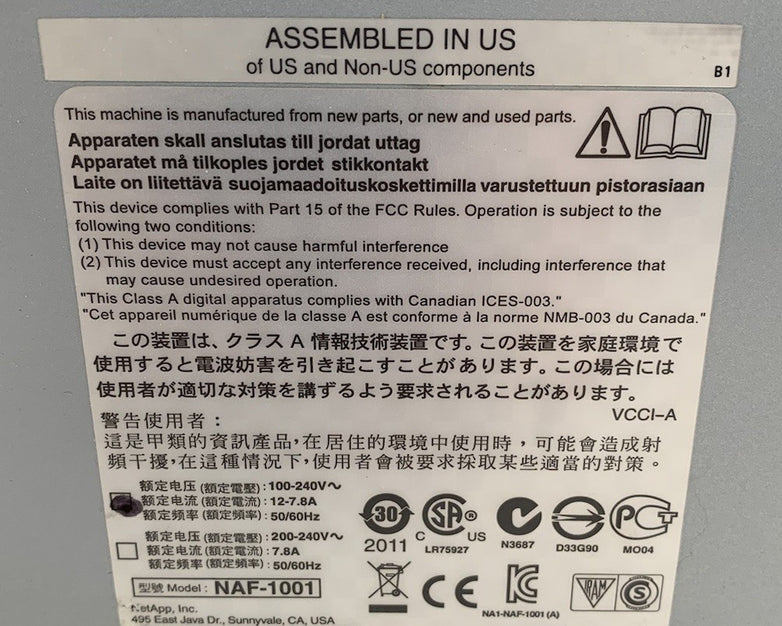 ASSEMBLED IN US
of US and Non-US components
B1
This machine is manufactured from new parts, or new and used parts.
Apparaten skall anslutas till jordat uttag
Apparatet må tilkoples jordet stikkontakt
Laite on liitettävä suojamaadoituskoskettimilla varustettuun pistorasiaan
This device complies with Part 15 of the FCC Rules. Operation is subject to the
following two conditions:
(1) This device may not cause harmful interference
(2) This device must accept any interference received, including interference that
may cause undesired operation.
"This Class A digital apparatus complies with Canadian ICES-003."
"Cet appareil numérique de la classe A est conforme à la norme NMB-003 du Canada."
この装置は、クラス A 情報技術装置です。この装置を家庭環境で
使用すると電波妨害を引き起こすことがあります。この場合には
使用者が適切な対策を講ずるよう要求されることがあります。
VCCI-A
警告使用者：
這是甲類的資訊產品，在居住的環境中使用時，可能會造成射
頻干擾，在這種情況下，使用者會被要求採取某些適當的對策。
额定电压 (額定電壓) : 100-240V～
额定电流 (額定電流) : 12-7.8A
额定频率 (額定頻率) : 50/60Hz
额定电压 (額定電壓) : 200-240V～
额定电流 (額定電流) : 7.8A
额定频率 (額定頻率) : 50/60Hz
30
2011
C SA ® US
LR75927
N3687
D33G90
PCT
MO04
型號 Model : NAF-1001
CE
KC
NA1-NAF-1001 (A)
IRAM
S
NetApp, Inc.
495 East Java Dr., Sunnyvale, CA, USA